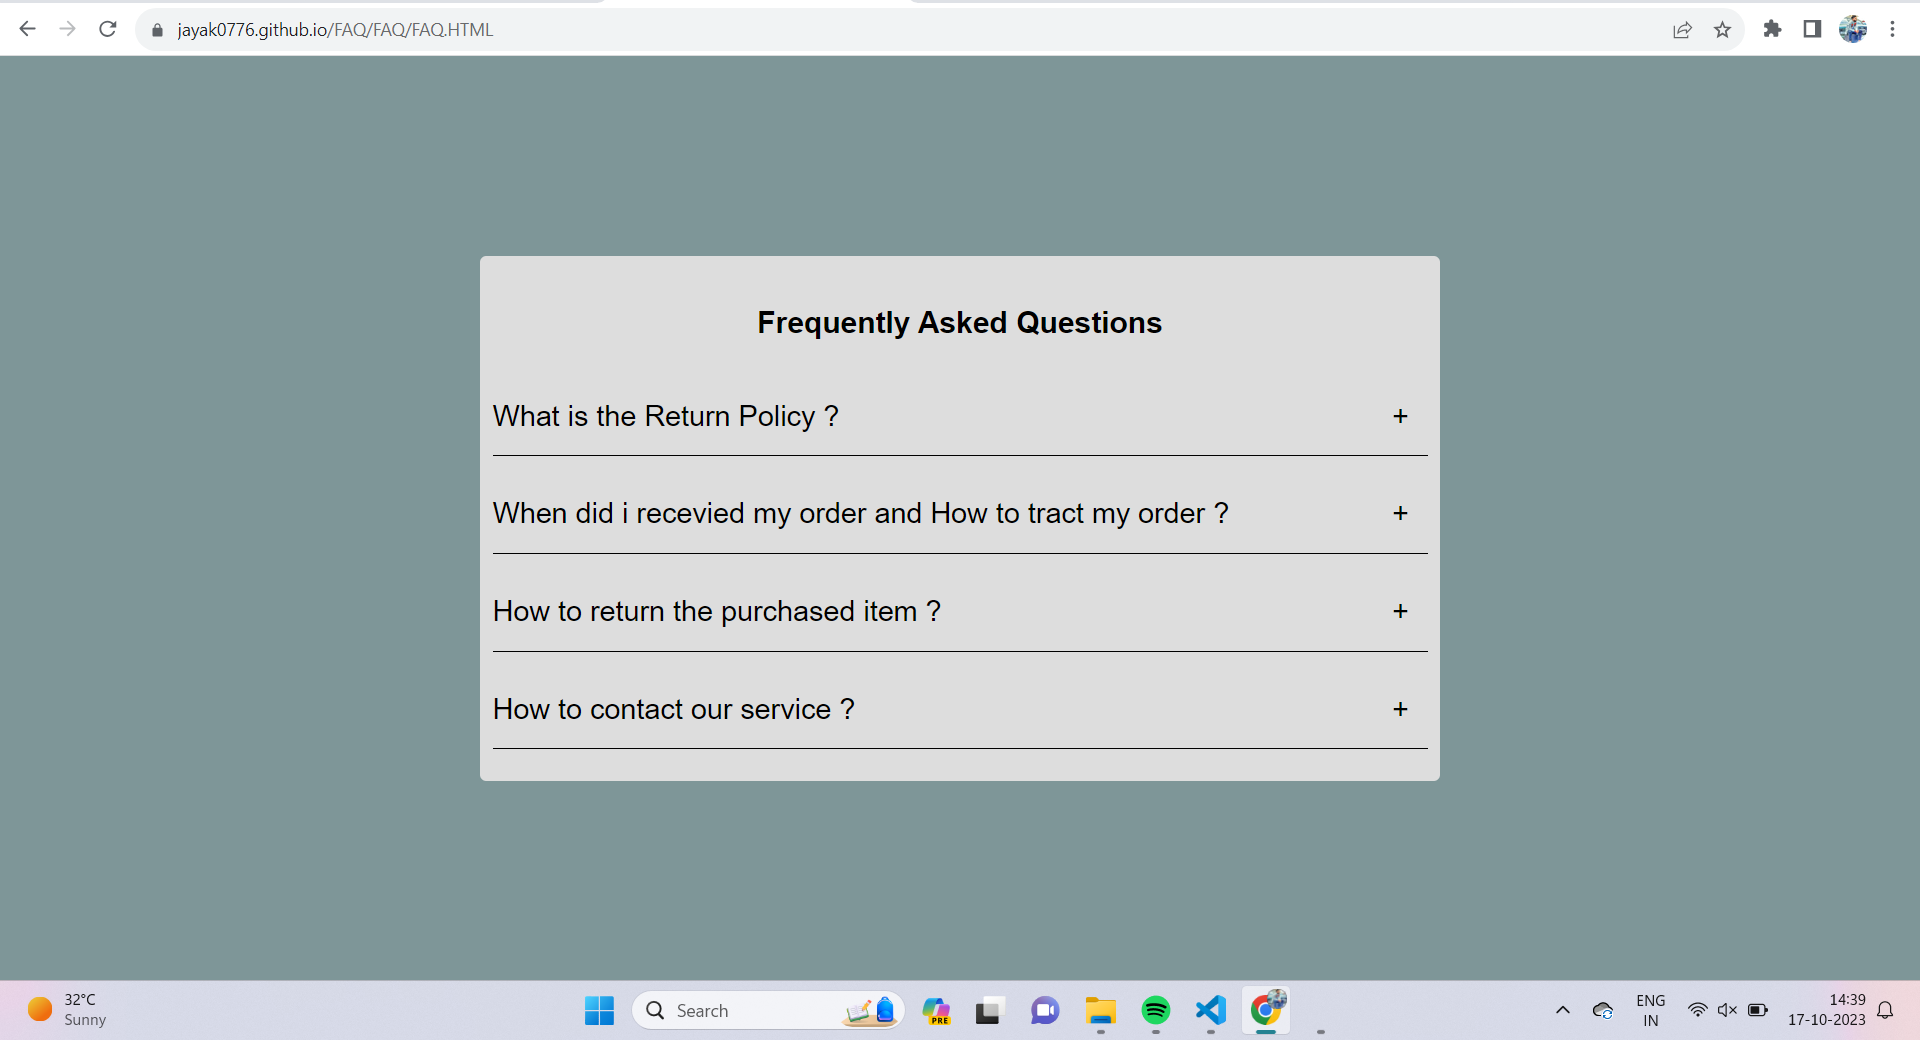 jayak0776.github.io/FAQ/FAQ/FAQ.HTML
Frequently Asked Questions
What is the Return Policy ?
+
When did i recevied my order and How to tract my order ?
+
How to return the purchased item ?
+
How to contact our service ?
+
32°C
Sunny
Search
PRE
ENG
IN
14:39
17-10-2023